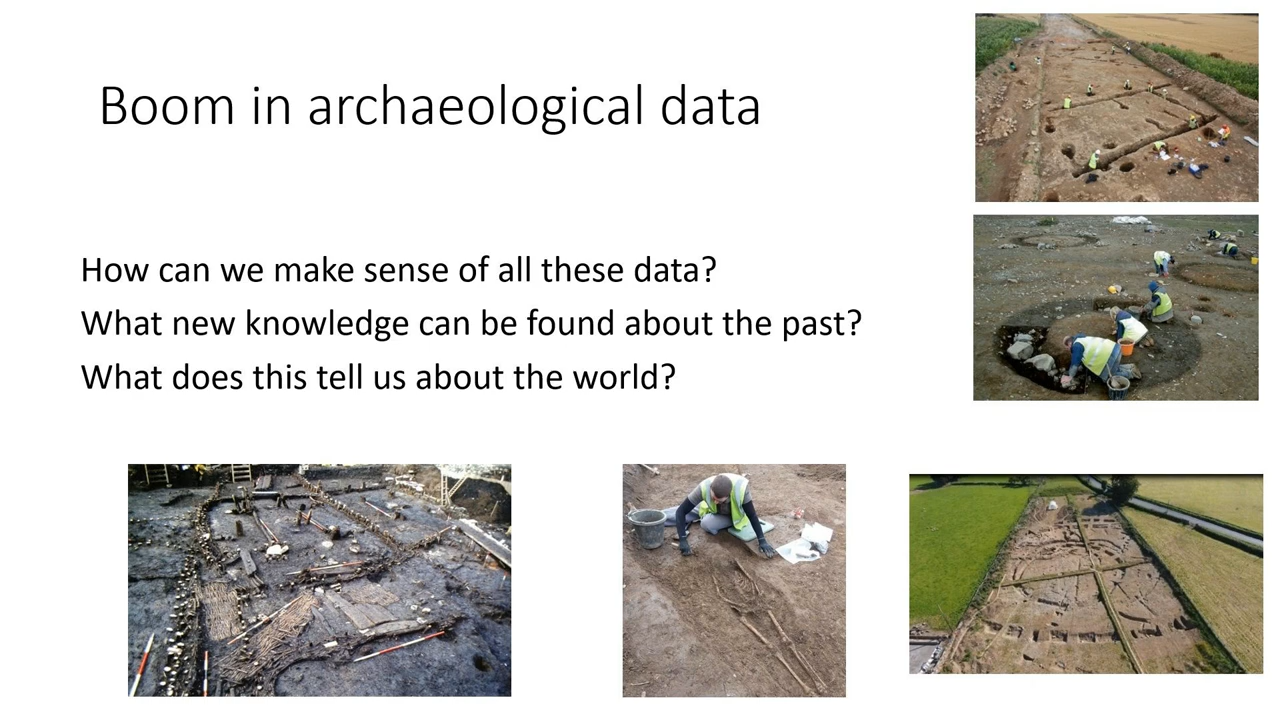 Boom in archaeological data
How can we make sense of all these data?
What new knowledge can be found about the past?
What does this tell us about the world?